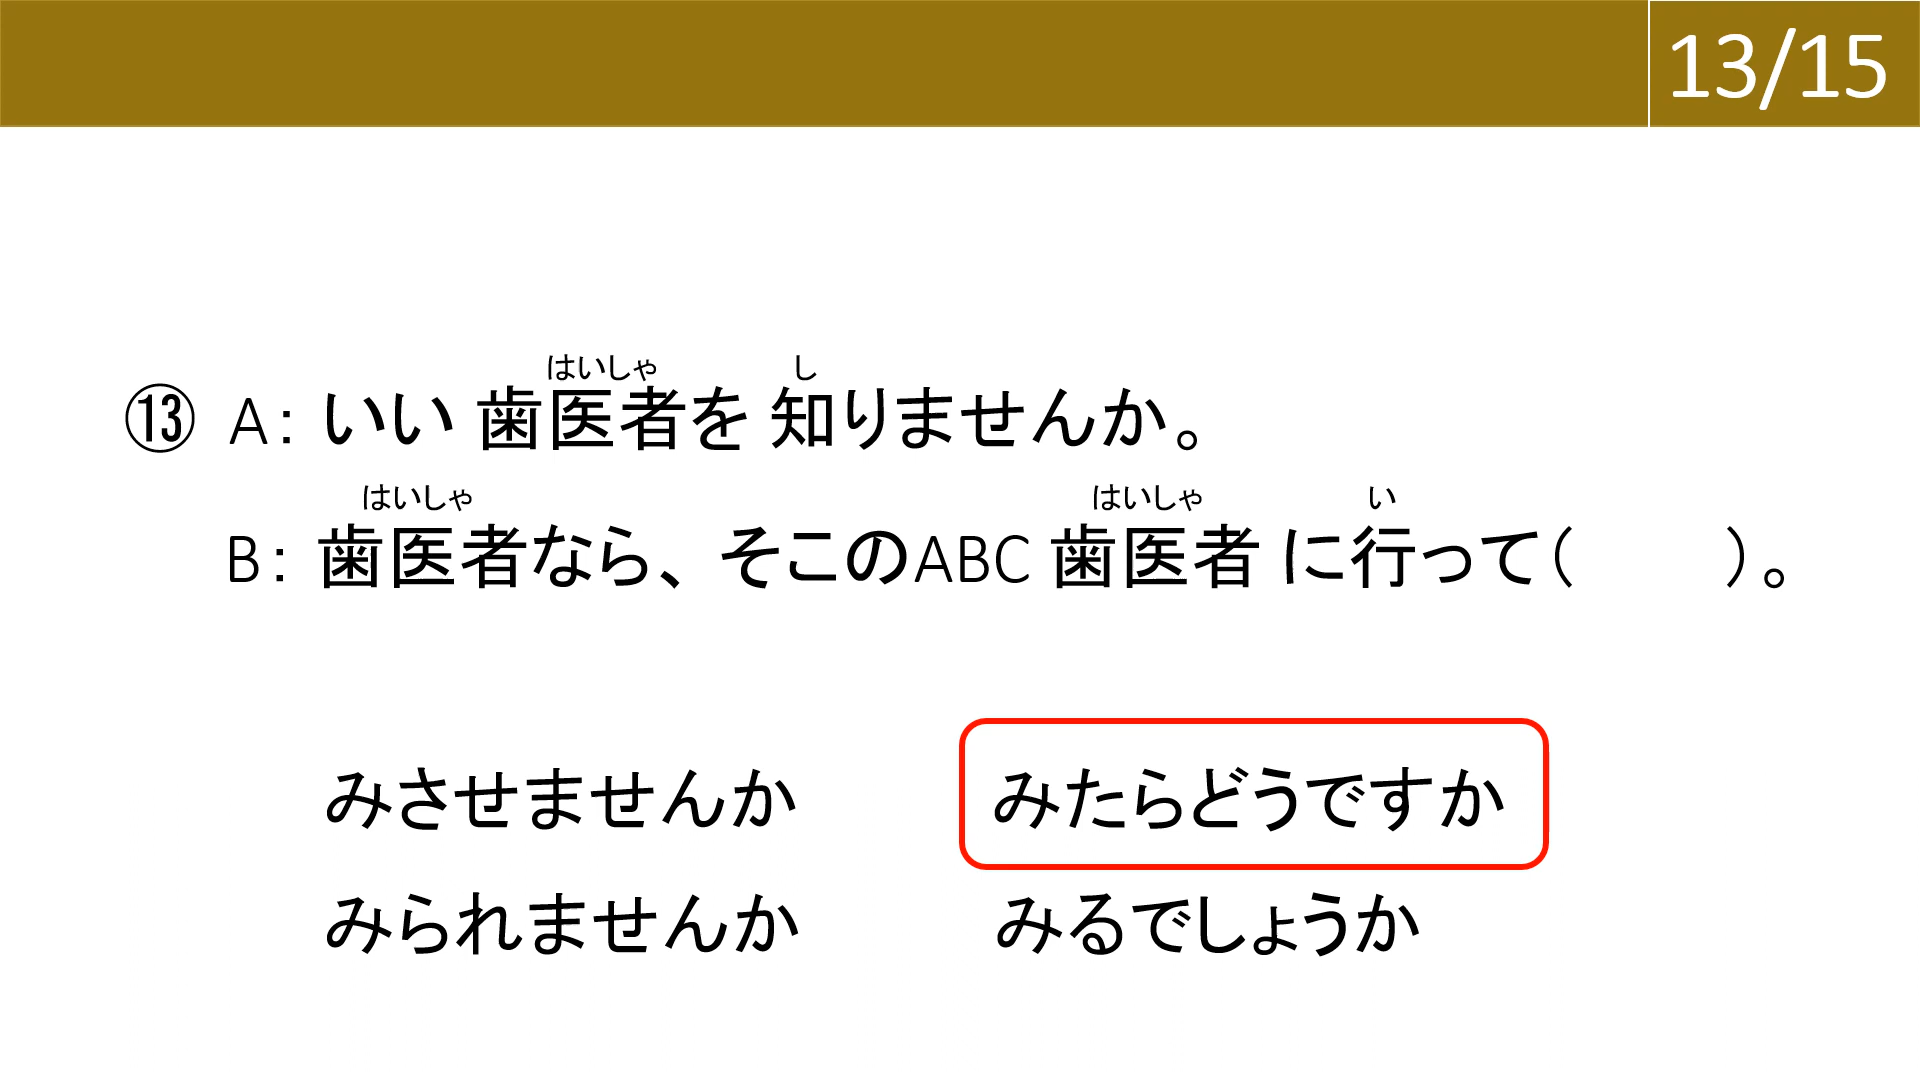 13/15
はいしゃ し
⑬ A: いい 歯医者を 知りませんか。
はいしゃ はいしゃ い
B: 歯医者なら、そこのABC 歯医者 に行って( )。
みさせませんか みたらどうですか
みられませんか みるでしょうか